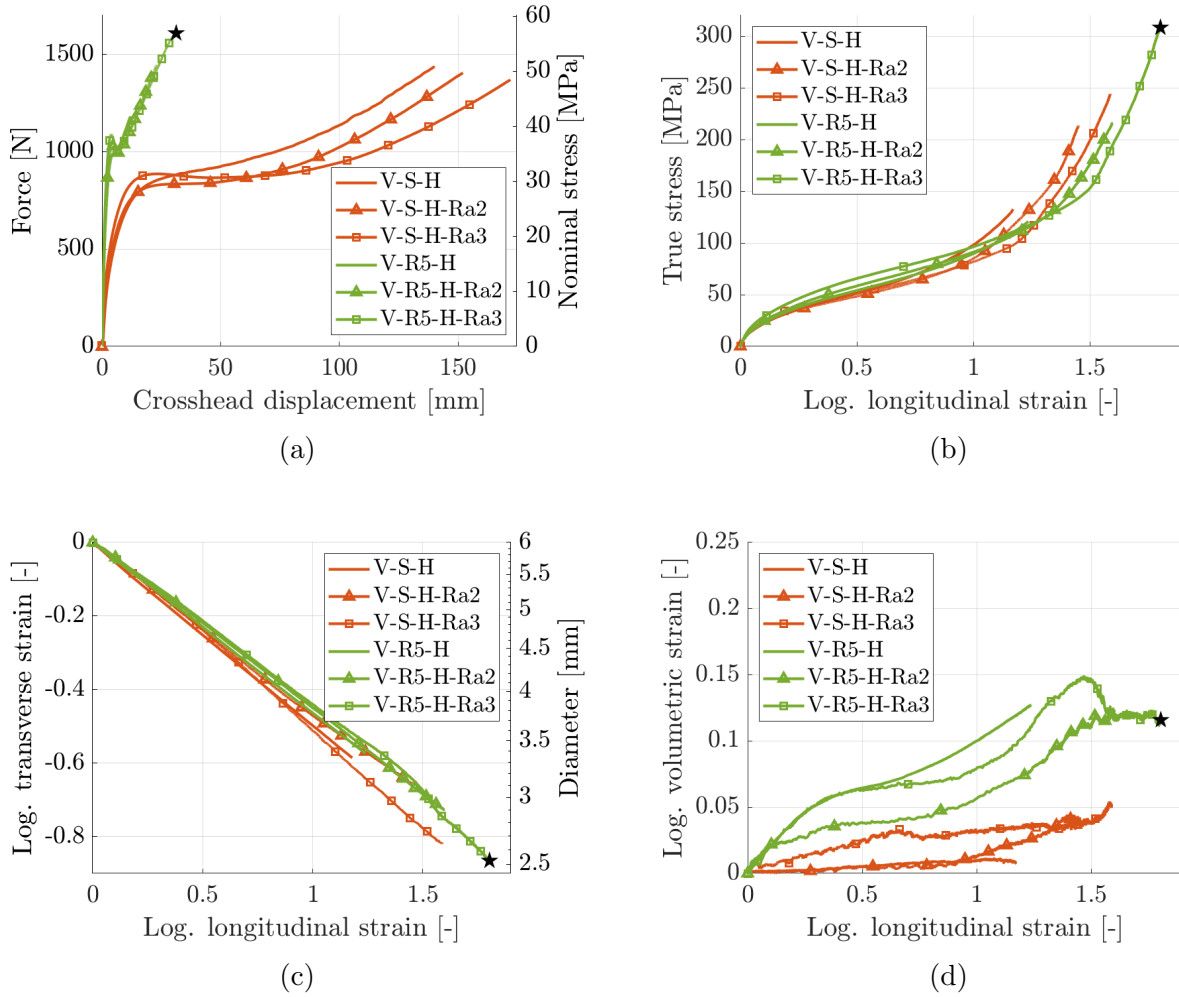 1500
1000
500
0
Force [N]
60
50
40
30
20
10
0
Nominal stress [MPa]
V-S-H
V-S-H-Ra2
V-S-H-Ra3
V-R5-H
V-R5-H-Ra2
V-R5-H-Ra3
0 50 100 150
Crosshead displacement [mm]
(a)
300
250
200
150
100
50
0
True stress [MPa]
V-S-H
V-S-H-Ra2
V-S-H-Ra3
V-R5-H
V-R5-H-Ra2
V-R5-H-Ra3
0 0.5 1 1.5
Log. longitudinal strain [-]
(b)
0
-0.2
-0.4
-0.6
-0.8
Log. transverse strain [-]
6
5.5
5
4.5
4
3.5
3
2.5
Diameter [mm]
V-S-H
V-S-H-Ra2
V-S-H-Ra3
V-R5-H
V-R5-H-Ra2
V-R5-H-Ra3
0 0.5 1 1.5
Log. longitudinal strain [-]
(c)
0.25
0.2
0.15
0.1
0.05
0
Log. volumetric strain [-]
V-S-H
V-S-H-Ra2
V-S-H-Ra3
V-R5-H
V-R5-H-Ra2
V-R5-H-Ra3
0 0.5 1 1.5
Log. longitudinal strain [-]
(d)